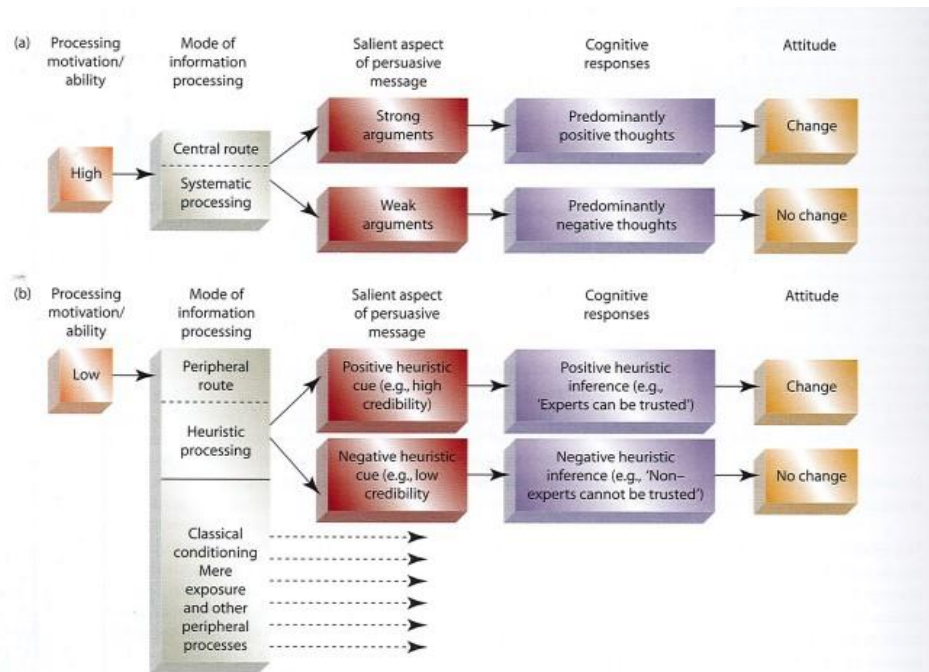 (a)
Processing
motivation/
ability
Mode of
information
processing
Salient aspect
of persuasive
message
Cognitive
responses
Attitude
High
Central route
Systematic
processing
Strong
arguments
Predominantly
positive thoughts
Change
Weak
arguments
Predominantly
negative thoughts
No change
(b)
Processing
motivation/
ability
Mode of
information
processing
Salient aspect
of persuasive
message
Cognitive
responses
Attitude
Low
Peripheral
route
Heuristic
processing
Positive heuristic
cue (e.g., high
credibility)
Positive heuristic
inference (e.g.,
'Experts can be trusted')
Change
Negative heuristic
cue (e.g., low
credibility
Negative heuristic
inference (e.g., 'Non–
experts cannot be trusted')
No change
Classical
conditioning
Mere
exposure
and other
peripheral
processes